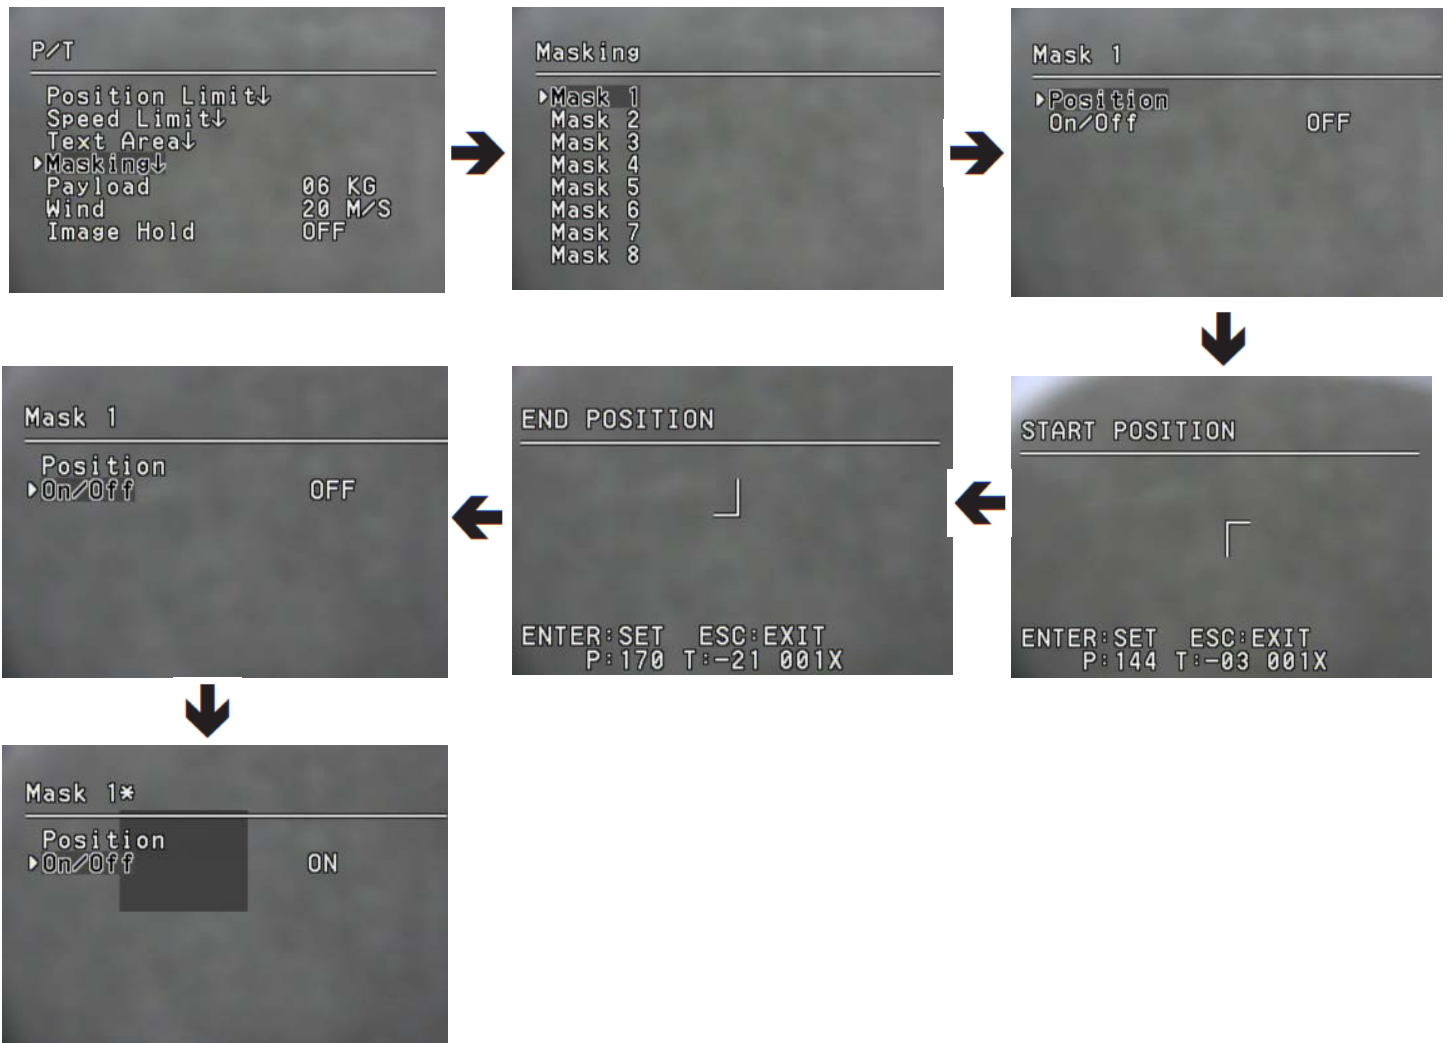 P/T
Position Limit↓
Speed Limit↓
Text Area↓
▸Masking↓
Payload 06 KG
Wind 20 M/S
Image Hold OFF
Masking
▸Mask 1
Mask 2
Mask 3
Mask 4
Mask 5
Mask 6
Mask 7
Mask 8
Mask 1
▸Position
On/Off OFF
START POSITION
ENTER:SET ESC:EXIT
P:144 T:-03 001X
END POSITION
ENTER:SET ESC:EXIT
P:170 T:-21 001X
Mask 1
Position
▸On/Off OFF
Mask 1*
Position
▸On/Off ON